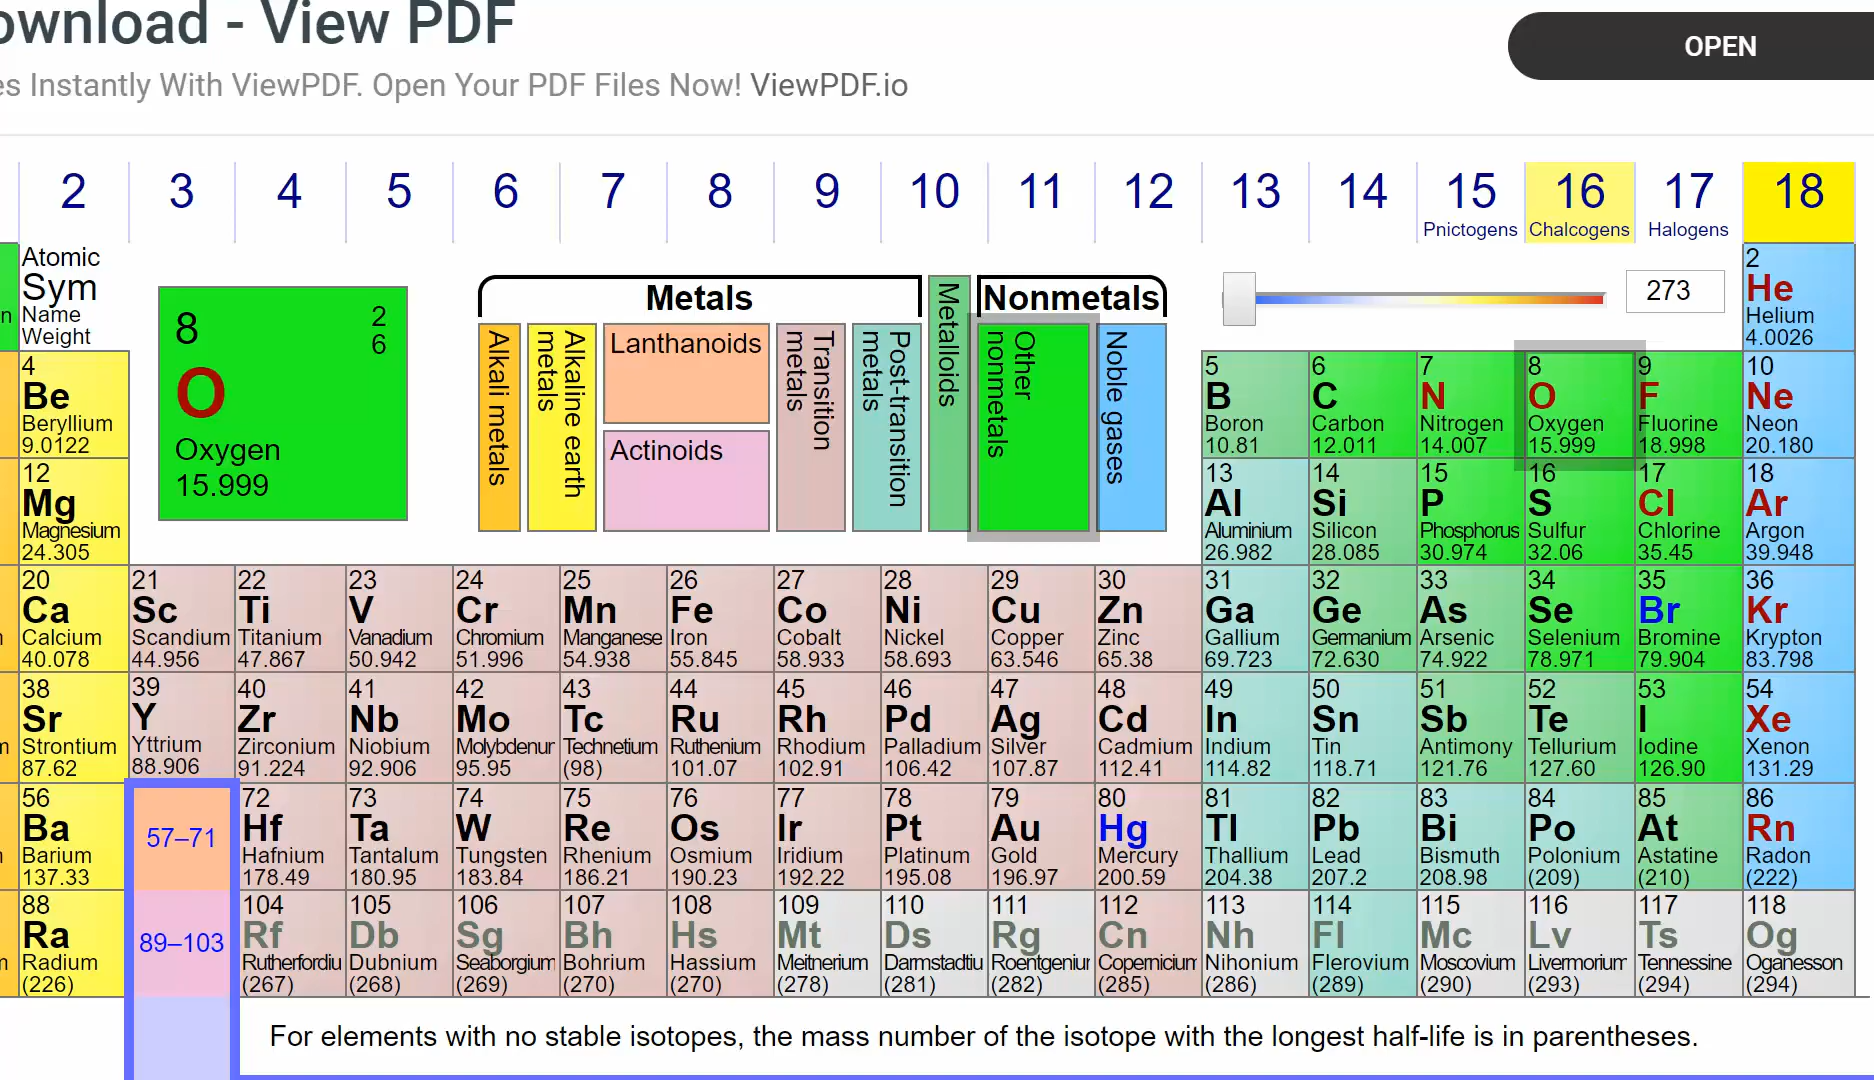 ownload - View PDF
OPEN
es Instantly With ViewPDF. Open Your PDF Files Now! ViewPDF.io
2 3 4 5 6 7 8 9 10 11 12 13 14 15 16 17 18
Pnictogens Chalcogens Halogens
Atomic
Sym
Name
Weight
8
2
6
O
Oxygen
15.999
Metals
Metalloids
Nonmetals
Alkali metals
Alkaline earth metals
Lanthanoids
Actinoids
Transition metals
Post-transition metals
Other nonmetals
Noble gases
273
2
He
Helium
4.0026
4 5 6 7 8 9 10
Be B C N O F Ne
Beryllium Boron Carbon Nitrogen Oxygen Fluorine Neon
9.0122 10.81 12.011 14.007 15.999 18.998 20.180
12 13 14 15 16 17 18
Mg Al Si P S Cl Ar
Magnesium Aluminium Silicon Phosphorus Sulfur Chlorine Argon
24.305 26.982 28.085 30.974 32.06 35.45 39.948
20 21 22 23 24 25 26 27 28 29 30 31 32 33 34 35 36
Ca Sc Ti V Cr Mn Fe Co Ni Cu Zn Ga Ge As Se Br Kr
Calcium Scandium Titanium Vanadium Chromium Manganese Iron Cobalt Nickel Copper Zinc Gallium Germanium Arsenic Selenium Bromine Krypton
40.078 44.956 47.867 50.942 51.996 54.938 55.845 58.933 58.693 63.546 65.38 69.723 72.630 74.922 78.971 79.904 83.798
38 39 40 41 42 43 44 45 46 47 48 49 50 51 52 53 54
Sr Y Zr Nb Mo Tc Ru Rh Pd Ag Cd In Sn Sb Te I Xe
Strontium Yttrium Zirconium Niobium Molybdenur Technetium Ruthenium Rhodium Palladium Silver Cadmium Indium Tin Antimony Tellurium Iodine Xenon
87.62 88.906 91.224 92.906 95.95 (98) 101.07 102.91 106.42 107.87 112.41 114.82 118.71 121.76 127.60 126.90 131.29
56 57–71 72 73 74 75 76 77 78 79 80 81 82 83 84 85 86
Ba Hf Ta W Re Os Ir Pt Au Hg Tl Pb Bi Po At Rn
Barium Hafnium Tantalum Tungsten Rhenium Osmium Iridium Platinum Gold Mercury Thallium Lead Bismuth Polonium Astatine Radon
137.33 178.49 180.95 183.84 186.21 190.23 192.22 195.08 196.97 200.59 204.38 207.2 208.98 (209) (210) (222)
88 89–103 104 105 106 107 108 109 110 111 112 113 114 115 116 117 118
Ra Rf Db Sg Bh Hs Mt Ds Rg Cn Nh Fl Mc Lv Ts Og
Radium Rutherfordiu Dubnium Seaborgium Bohrium Hassium Meitnerium Darmstadtiu Roentgeniur Copernicium Nihonium Flerovium Moscovium Livermorium Tennessine Oganesson
(226) (267) (268) (269) (270) (270) (278) (281) (282) (285) (286) (289) (290) (293) (294) (294)
For elements with no stable isotopes, the mass number of the isotope with the longest half-life is in parentheses.